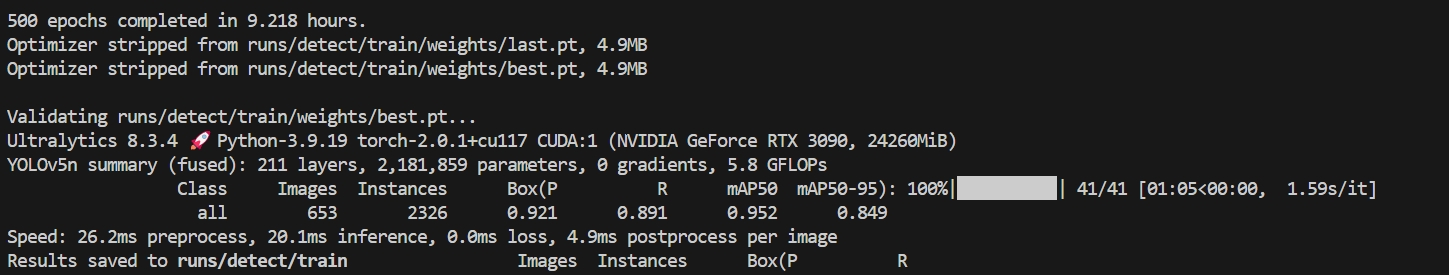 500 epochs completed in 9.218 hours.
Optimizer stripped from runs/detect/train/weights/last.pt, 4.9MB
Optimizer stripped from runs/detect/train/weights/best.pt, 4.9MB
Validating runs/detect/train/weights/best.pt...
Ultralytics 8.3.4 🚀 Python-3.9.19 torch-2.0.1+cu117 CUDA:1 (NVIDIA GeForce RTX 3090, 24260MiB)
YOLOv5n summary (fused): 211 layers, 2,181,859 parameters, 0 gradients, 5.8 GFLOPs
Class Images Instances Box(P R mAP50 mAP50-95): 100%|██████████| 41/41 [01:05<00:00, 1.59s/it]
all 653 2326 0.921 0.891 0.952 0.849
Speed: 26.2ms preprocess, 20.1ms inference, 0.0ms loss, 4.9ms postprocess per image
Results saved to runs/detect/train Images Instances Box(P R